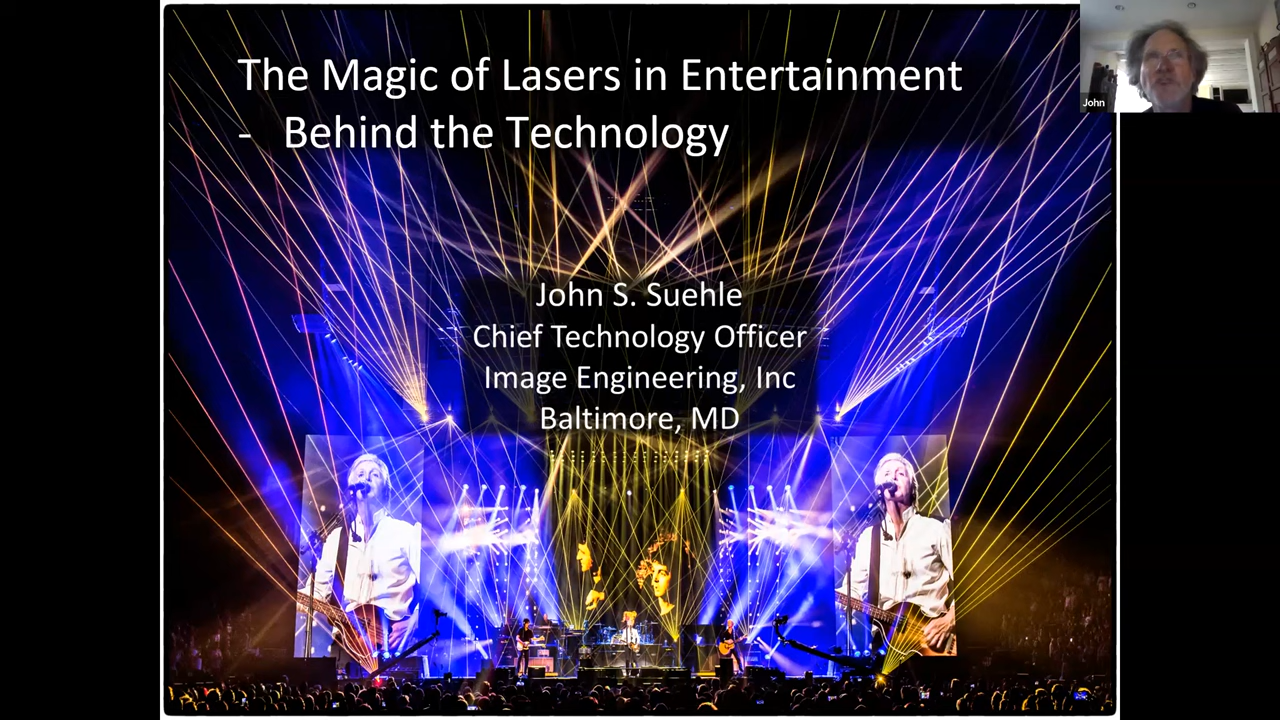 The Magic of Lasers in Entertainment
- Behind the Technology
John S. Suehle
Chief Technology Officer
Image Engineering, Inc
Baltimore, MD
John